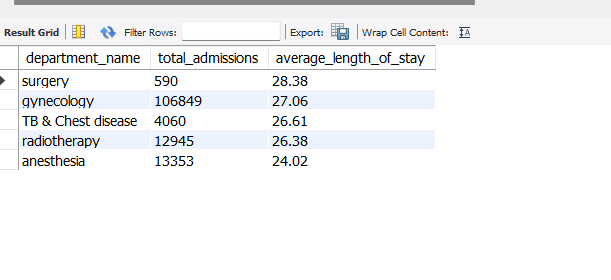 Result Grid Filter Rows: Export: Wrap Cell Content: IA
department_name total_admissions average_length_of_stay
surgery 590 28.38
gynecology 106849 27.06
TB & Chest disease 4060 26.61
radiotherapy 12945 26.38
anesthesia 13353 24.02